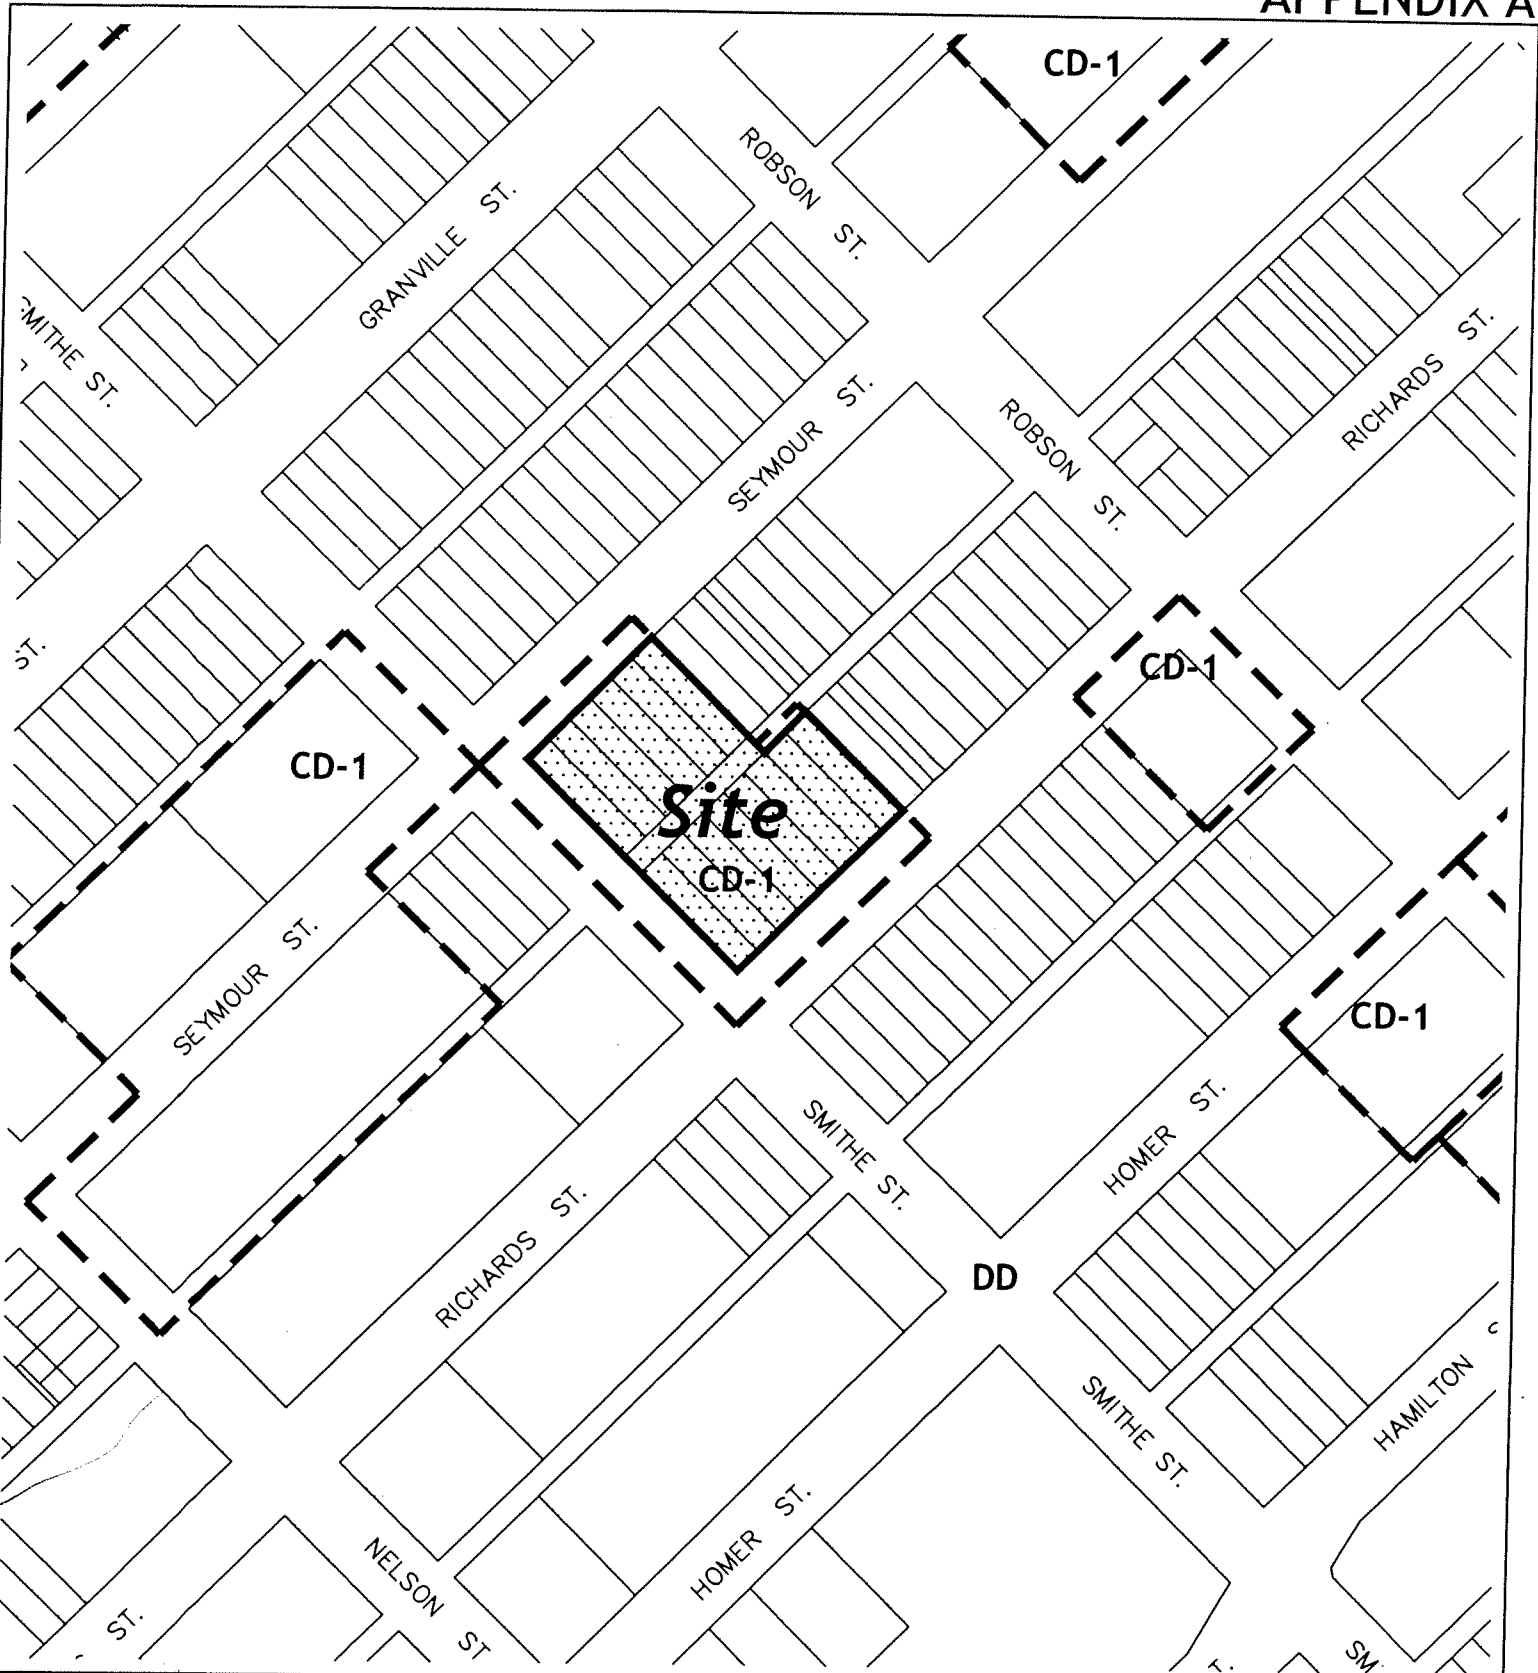 APPENDIX A
CD-1
ROBSON ST.
GRANVILLE ST.
SMITHE ST.
RICHARDS ST.
SEYMOUR ST.
ROBSON ST.
ST.
CD-1
CD-1
Site
CD-1
SEYMOUR ST.
CD-1
SMITHE ST.
HOMER ST.
RICHARDS ST.
DD
SMITHE ST.
HAMILTON
HOMER ST.
NELSON ST
ST.